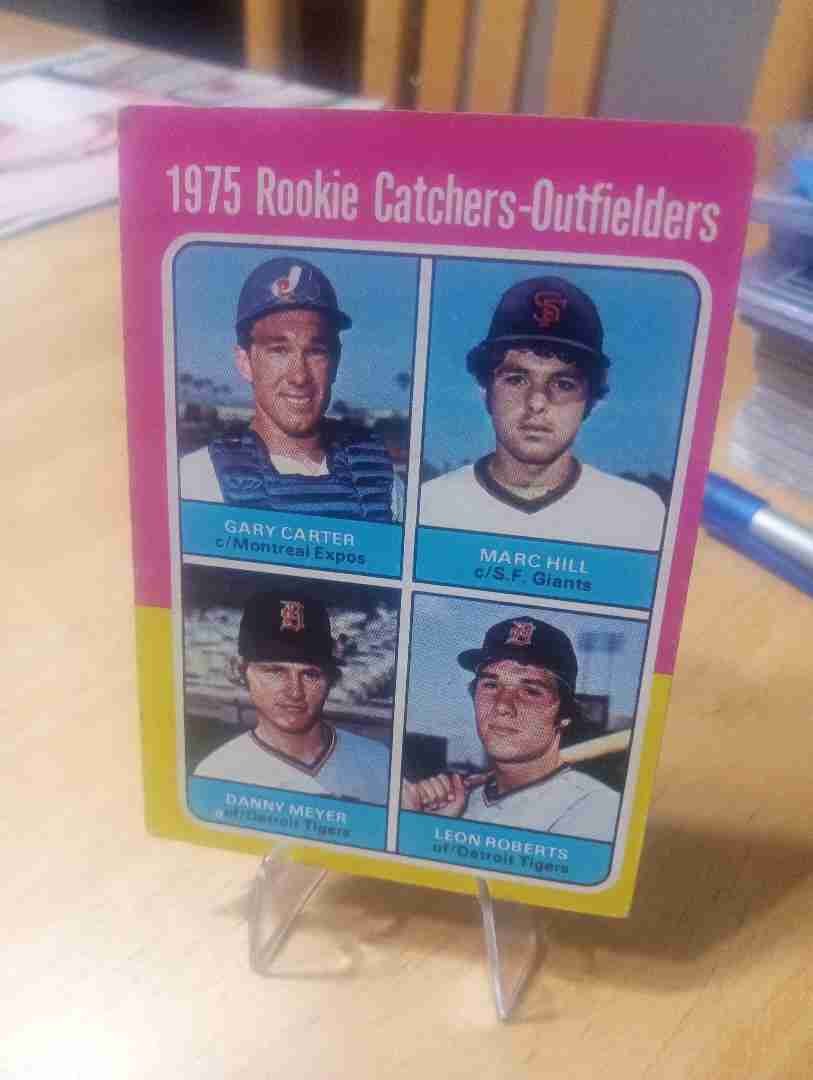 1975 Rookie Catchers-Outfielders
GARY CARTER
c/Montreal Expos
SF
MARC HILL
c/S.F. Giants
DANNY MEYER
of/Detroit Tigers
LEON ROBERTS
of/Detroit Tigers